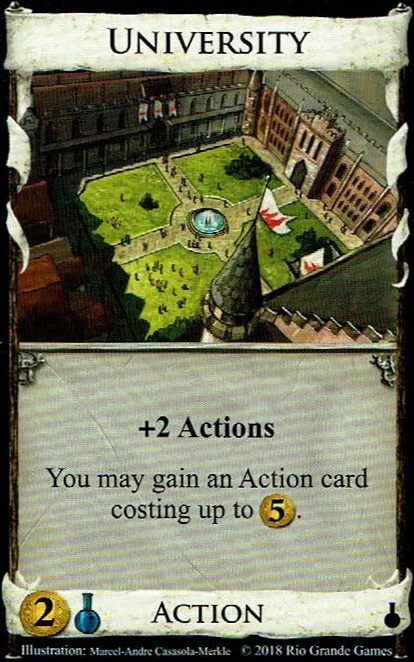 UNIVERSITY
+2 Actions
You may gain an Action card
costing up to 5.
2 ACTION
Illustration: Marcel-Andre Casasola-Merkle © 2018 Rio Grande Games